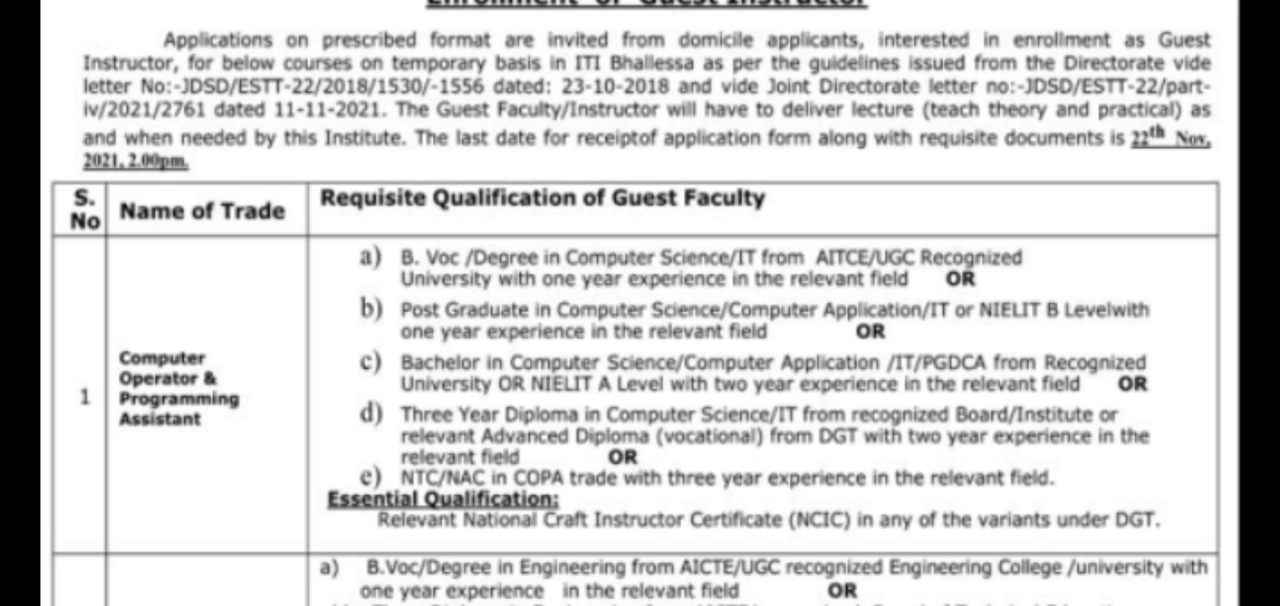 Enrollment of Guest Instructor
Applications on prescribed format are invited from domicile applicants, interested in enrollment as Guest
Instructor, for below courses on temporary basis in ITI Bhallessa as per the guidelines issued from the Directorate vide
letter No:-JDSD/ESTT-22/2018/1530/-1556 dated: 23-10-2018 and vide Joint Directorate letter no:-JDSD/ESTT-22/part-
iv/2021/2761 dated 11-11-2021. The Guest Faculty/Instructor will have to deliver lecture (teach theory and practical) as
and when needed by this Institute. The last date for receiptof application form along with requisite documents is 22th Nov,
2021, 2.00pm.
S.
No
Name of Trade
Requisite Qualification of Guest Faculty
1
Computer
Operator &
Programming
Assistant
a) B. Voc /Degree in Computer Science/IT from AITCE/UGC Recognized
University with one year experience in the relevant field OR
b) Post Graduate in Computer Science/Computer Application/IT or NIELIT B Levelwith
one year experience in the relevant field OR
c) Bachelor in Computer Science/Computer Application /IT/PGDCA from Recognized
University OR NIELIT A Level with two year experience in the relevant field OR
d) Three Year Diploma in Computer Science/IT from recognized Board/Institute or
relevant Advanced Diploma (vocational) from DGT with two year experience in the
relevant field OR
e) NTC/NAC in COPA trade with three year experience in the relevant field.
Essential Qualification:
Relevant National Craft Instructor Certificate (NCIC) in any of the variants under DGT.
a) B.Voc/Degree in Engineering from AICTE/UGC recognized Engineering College /university with
one year experience in the relevant field OR